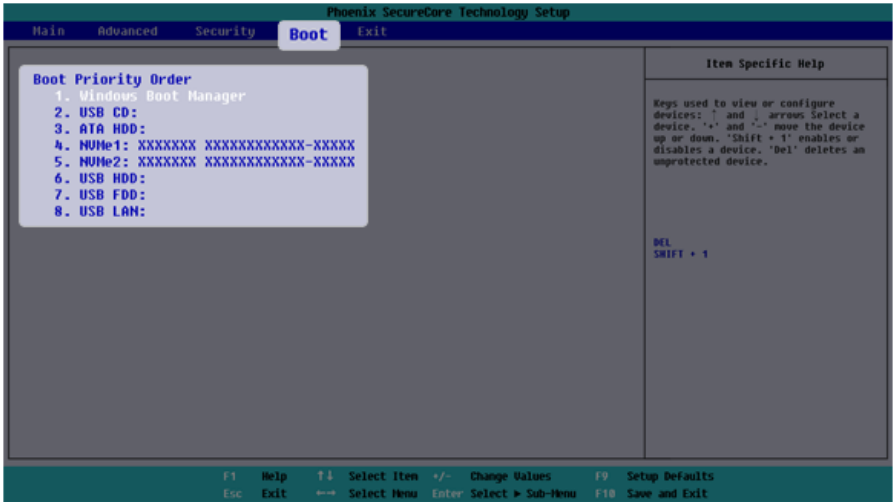 Phoenix SecureCore Technology Setup
Main Advanced Security Boot Exit
Boot Priority Order
1. Windows Boot Manager
2. USB CD:
3. ATA HDD:
4. NVMe1: XXXXXXX XXXXXXXXXXXX-XXXXX
5. NVMe2: XXXXXXX XXXXXXXXXXXX-XXXXX
6. USB HDD:
7. USB FDD:
8. USB LAN:
Item Specific Help
Keys used to view or configure
devices: ↑ and ↓ arrows Select a
device. '+' and '-' move the device
up or down. 'Shift + 1' enables or
disables a device. 'Del' deletes an
unprotected device.
DEL
SHIFT + 1
F1 Help ↑↓ Select Item +/- Change Values F9 Setup Defaults
Esc Exit ←→ Select Menu Enter Select ▶ Sub-Menu F10 Save and Exit